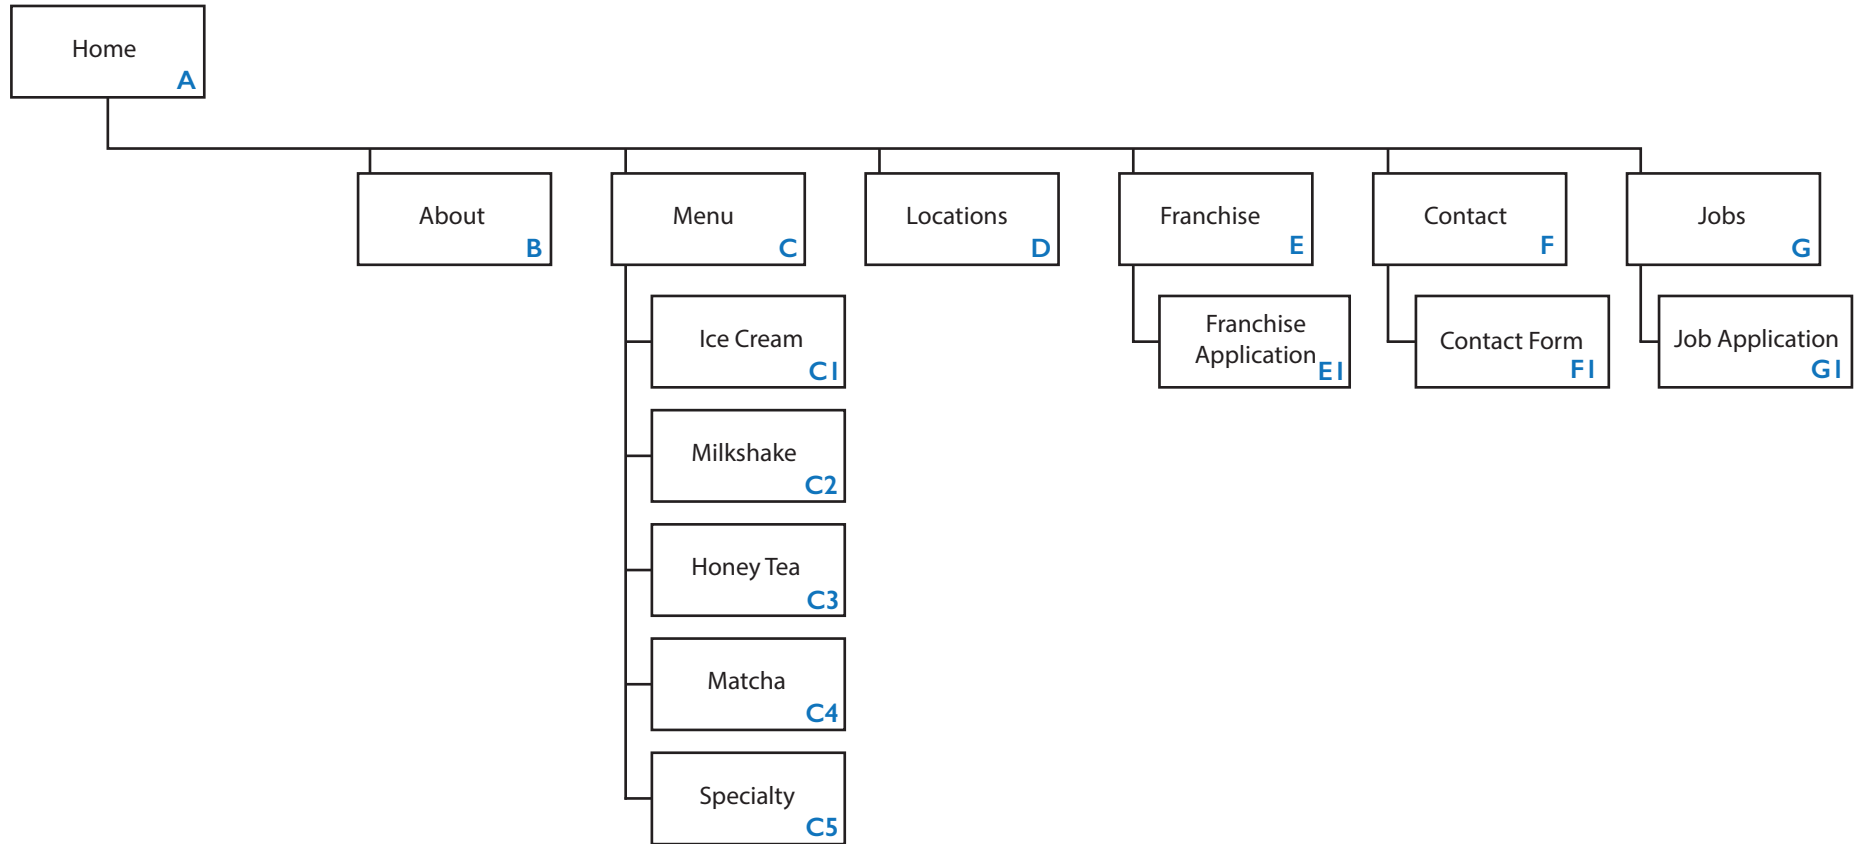 Home
A
About
B
Menu
C
Locations
D
Franchise
E
Contact
F
Jobs
G
Ice Cream
C1
Milkshake
C2
Honey Tea
C3
Matcha
C4
Specialty
C5
Franchise
Application
E1
Contact Form
F1
Job Application
G1